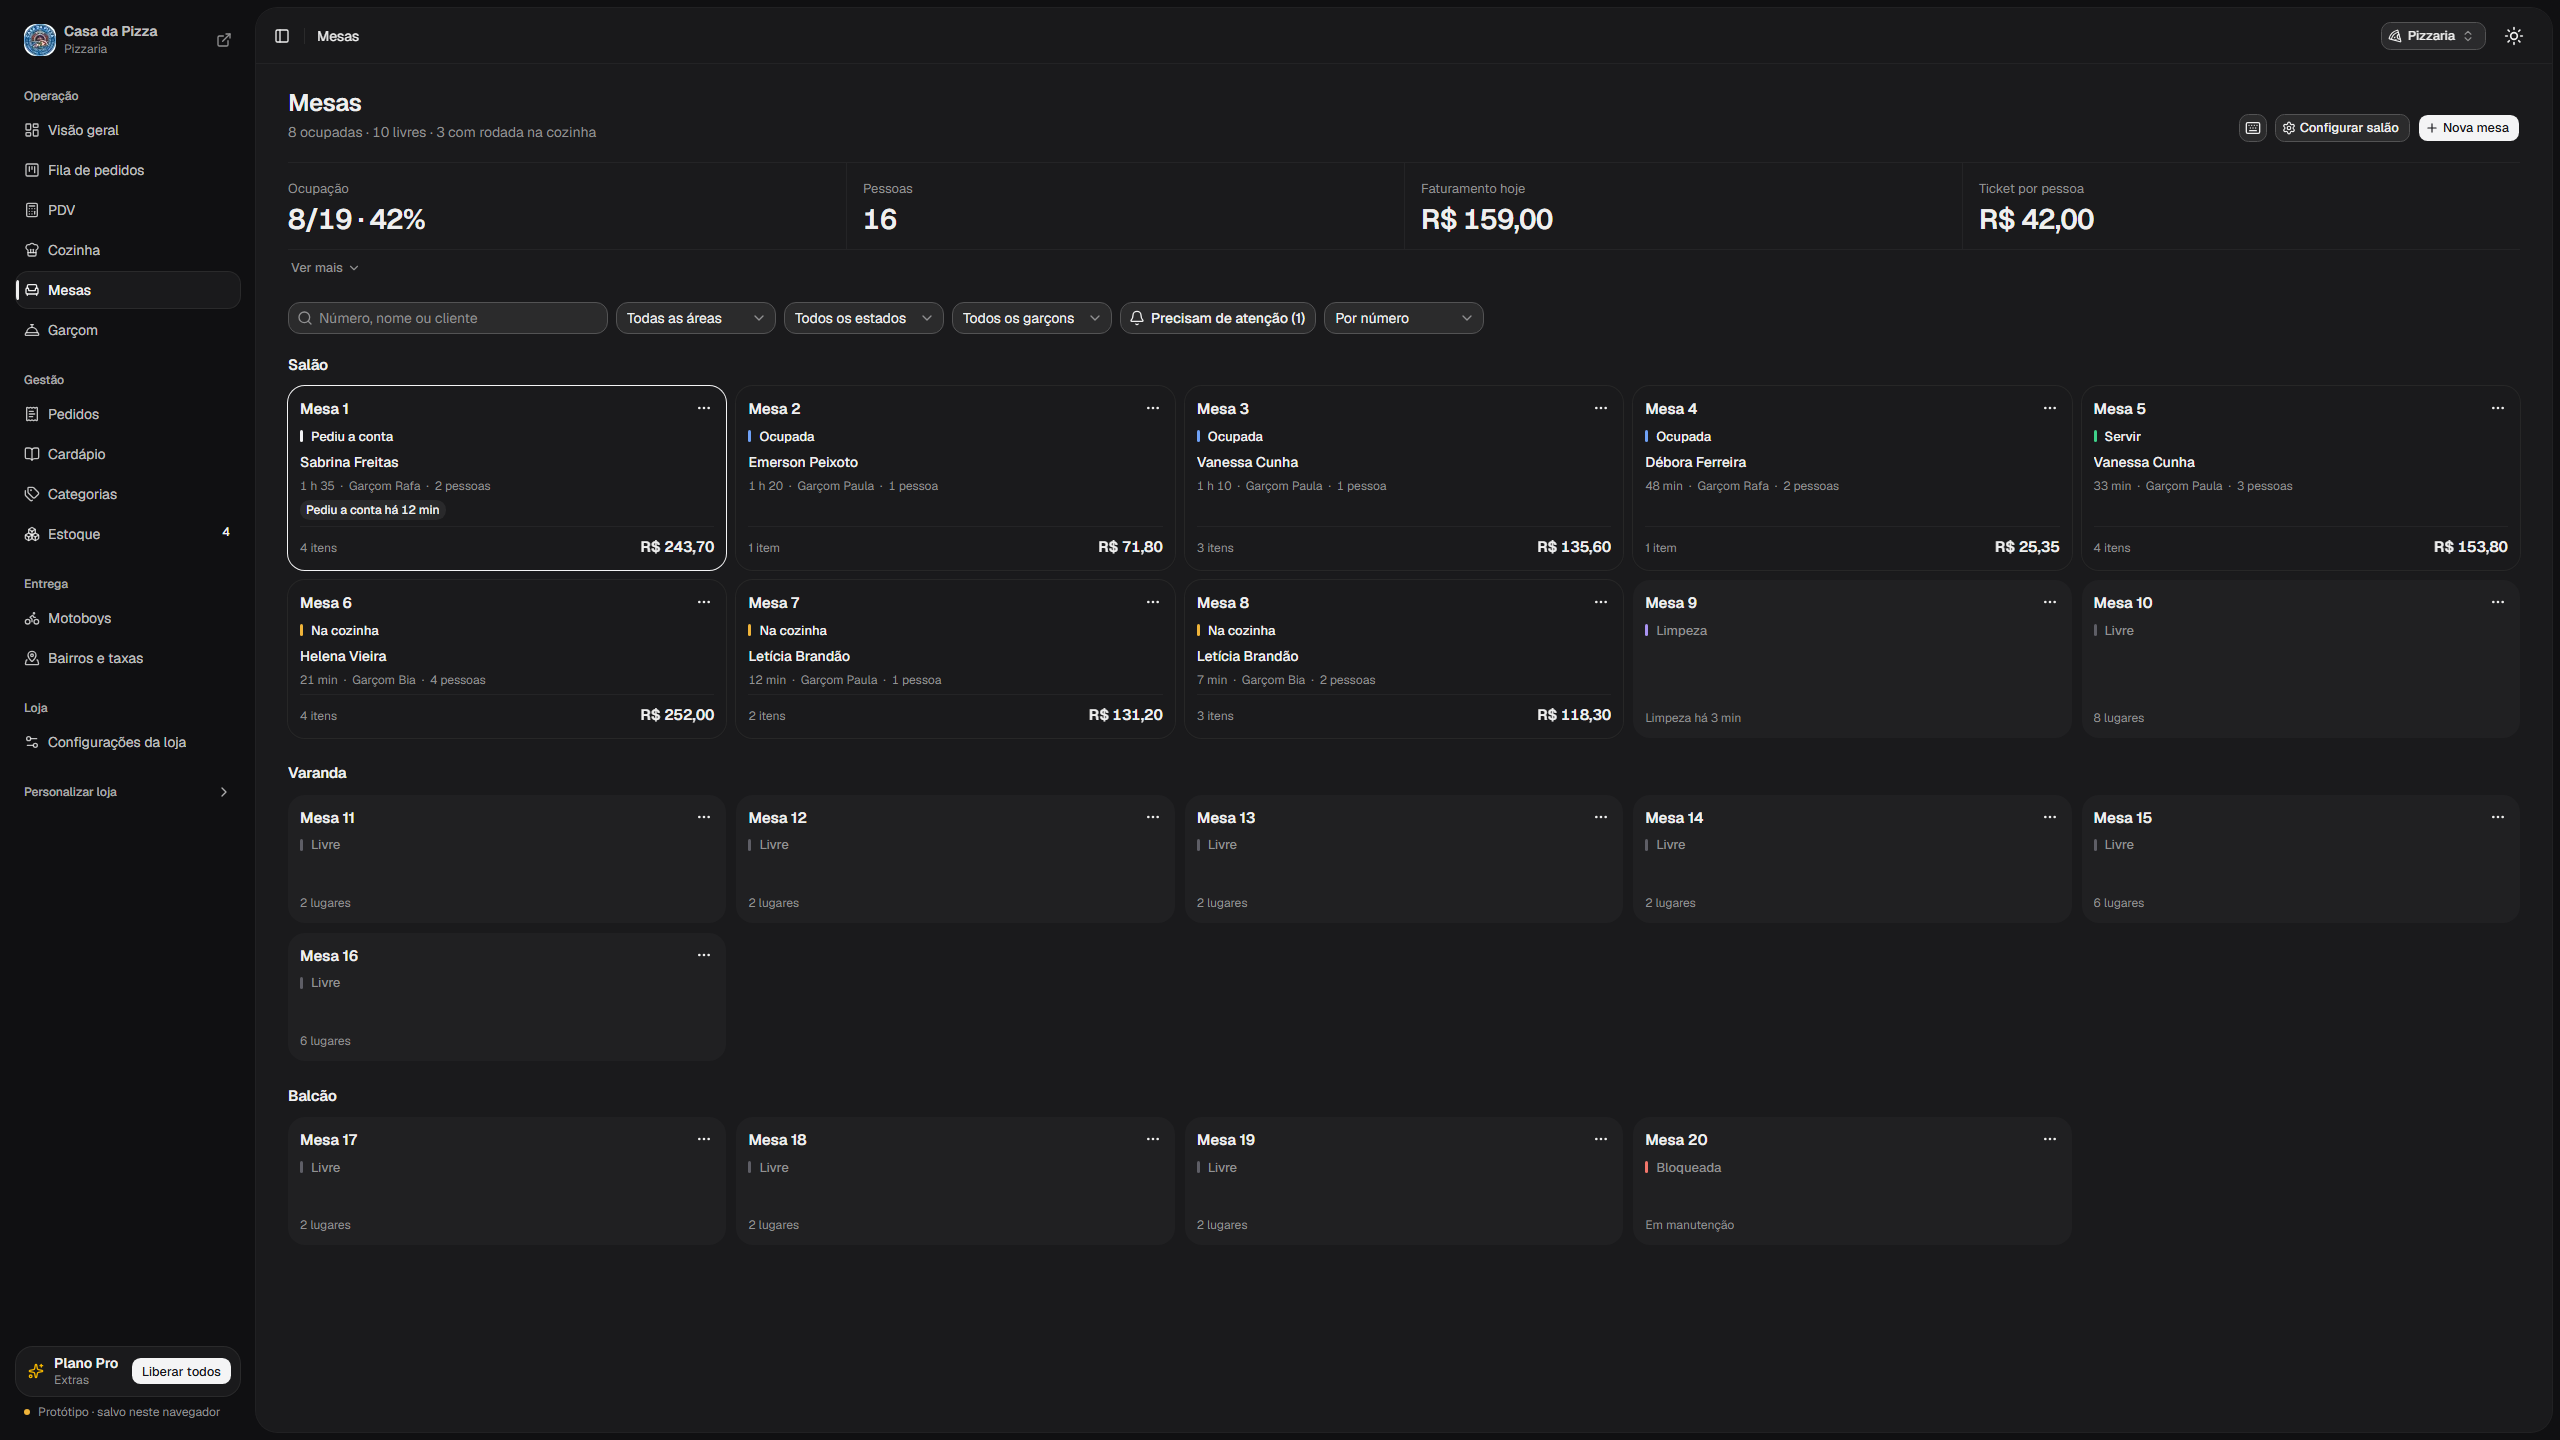 Casa da Pizza
Pizzaria
Operação
Visão geral
Fila de pedidos
PDV
Cozinha
Mesas
Garçom
Gestão
Pedidos
Cardápio
Categorias
Estoque 4
Entrega
Motoboys
Bairros e taxas
Loja
Configurações da loja
Personalizar loja
Plano Pro
Extras
Liberar todos
Protótipo · salvo neste navegador
Mesas
Pizzaria
Mesas
8 ocupadas · 10 livres · 3 com rodada na cozinha
Configurar salão
Nova mesa
Ocupação
8/19 · 42%
Pessoas
16
Faturamento hoje
R$ 159,00
Ticket por pessoa
R$ 42,00
Ver mais
Número, nome ou cliente
Todas as áreas
Todos os estados
Todos os garçons
Precisam de atenção (1)
Por número
Salão
Mesa 1
Pediu a conta
Sabrina Freitas
1 h 35 · Garçom Rafa · 2 pessoas
Pediu a conta há 12 min
4 itens R$ 243,70
Mesa 2
Ocupada
Emerson Peixoto
1 h 20 · Garçom Paula · 1 pessoa
1 item R$ 71,80
Mesa 3
Ocupada
Vanessa Cunha
1 h 10 · Garçom Paula · 1 pessoa
3 itens R$ 135,60
Mesa 4
Ocupada
Débora Ferreira
48 min · Garçom Rafa · 2 pessoas
1 item R$ 25,35
Mesa 5
Servir
Vanessa Cunha
33 min · Garçom Paula · 3 pessoas
4 itens R$ 153,80
Mesa 6
Na cozinha
Helena Vieira
21 min · Garçom Bia · 4 pessoas
4 itens R$ 252,00
Mesa 7
Na cozinha
Letícia Brandão
12 min · Garçom Paula · 1 pessoa
2 itens R$ 131,20
Mesa 8
Na cozinha
Letícia Brandão
7 min · Garçom Bia · 2 pessoas
3 itens R$ 118,30
Mesa 9
Limpeza
Limpeza há 3 min
Mesa 10
Livre
8 lugares
Varanda
Mesa 11
Livre
2 lugares
Mesa 12
Livre
2 lugares
Mesa 13
Livre
2 lugares
Mesa 14
Livre
2 lugares
Mesa 15
Livre
6 lugares
Mesa 16
Livre
6 lugares
Balcão
Mesa 17
Livre
2 lugares
Mesa 18
Livre
2 lugares
Mesa 19
Livre
2 lugares
Mesa 20
Bloqueada
Em manutenção